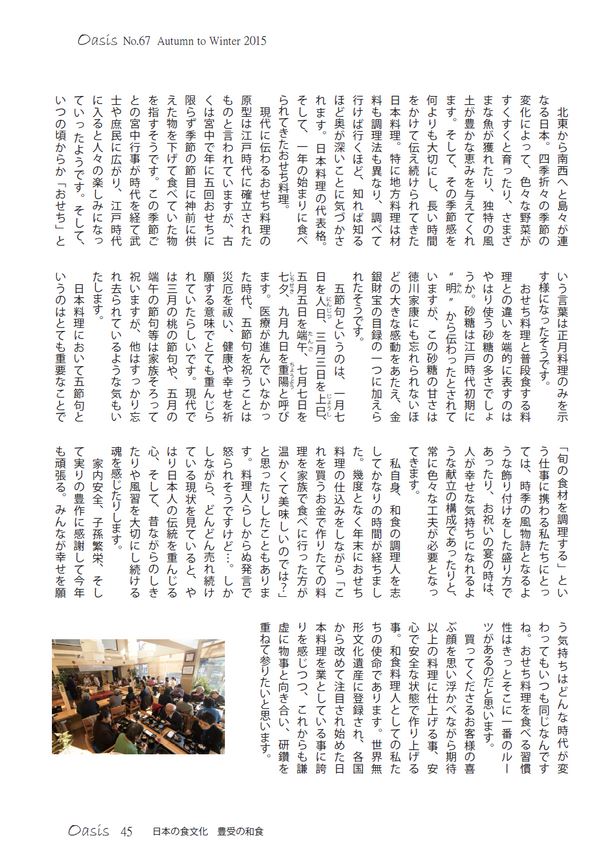 Oasis No.67 Autumn to Winter 2015
北東から南西へと島々が連
なる日本。四季折々の季節の
変化によって、色々な野菜が
すくすくと育ったり、さまざ
まな魚が獲れたり、独特の風
土が豊かな恵みを与えてくれ
ます。そして、その季節感を
何よりも大切にし、長い時間
をかけて伝え続けられてきた
日本料理。特に地方料理は材
料も調理法も異なり、調べて
行けば行くほど、知れば知る
ほど奥が深いことに気づかさ
れます。日本料理の代表格。
そして、一年の始まりに食べ
られてきたおせち料理。
現代に伝わるおせち料理の
原型は江戸時代に確立された
ものと言われていますが、古
くは宮中で年に五回おせちに
限らず季節の節目に神前に供
えた物を下げて食べていた物
を指すそうです。この季節ご
との宮中行事が時代を経て武
士や庶民に広がり、江戸時代
に入ると人々の楽しみになっ
ていったようです。そして、
いつの頃からか「おせち」と
いう言葉は正月料理のみを示
す様になったそうです。
おせち料理と普段食する料
理との違いを端的に表すのは
やはり使う砂糖の多さでしょ
うか。砂糖は江戸時代初期に
〝明〟から伝わったとされて
いますが、この砂糖の甘さは
徳川家康にも忘れられないほ
どの大きな感動をあたえ、金
銀財宝の目録の一つに加えら
れたそうです。
五節句というのは、一月七
日を人日、三月三日を上巳、
五月五日を端午、七月七日を
七夕、九月九日を重陽と呼び
ます。医療が進んでいなかっ
た時代、五節句を祝うことは
災厄を祓い、健康や幸せを祈
願する意味でとても重んじら
れていたらしいです。現代で
は三月の桃の節句や、五月の
端午の節句等は家族そろって
祝いますが、他はすっかり忘
れ去られているような気もい
たします。
日本料理において五節句と
いうのはとても重要なことで
「旬の食材を調理する」とい
う仕事に携わる私たちにとっ
ては、時季の風物詩となるよ
うな飾り付けをした盛り方で
あったり、お祝いの宴の時は、
人が幸せな気持ちになれるよ
うな献立の構成であったりと、
常に色々な工夫が必要となっ
てきます。
私自身、和食の調理人を志
してかなりの時間が経ちまし
た。幾度となく年末におせち
料理の仕込みをしながら「こ
れを買うお金で作りたての料
理を家族で食べに行った方が
温かくて美味しいのでは？」
と思ったりしたこともありま
す。料理人らしからぬ発言で
怒られそうですけど…。しか
しながら、どんどん売れ続け
ている現状を見ていると、や
はり日本人の伝統を重んじる
心、そして、昔ながらのしき
たりや風習を大切にし続ける
魂を感じたりします。
家内安全、子孫繁栄、そし
て実りの豊作に感謝して今年
も頑張る。みんなが幸せを願
う気持ちはどんな時代が変
わってもいつも同じなんです
ね。おせち料理を食べる習慣
性はきっとそこに一番のルー
ツがあるのだと思います。
買ってくださるお客様の喜
ぶ顔を思い浮かべながら期待
以上の料理に仕上げる事、安
心で安全な状態で作り上げる
事。和食料理人としての私た
ちの使命であります。世界無
形文化遺産に登録され、各国
から改めて注目され始めた日
本料理を業としている事に誇
りを感じつつ、これからも謙
虚に物事と向き合い、研鑽を
重ねて参りたいと思います。
Oasis 45 日本の食文化 豊受の和食